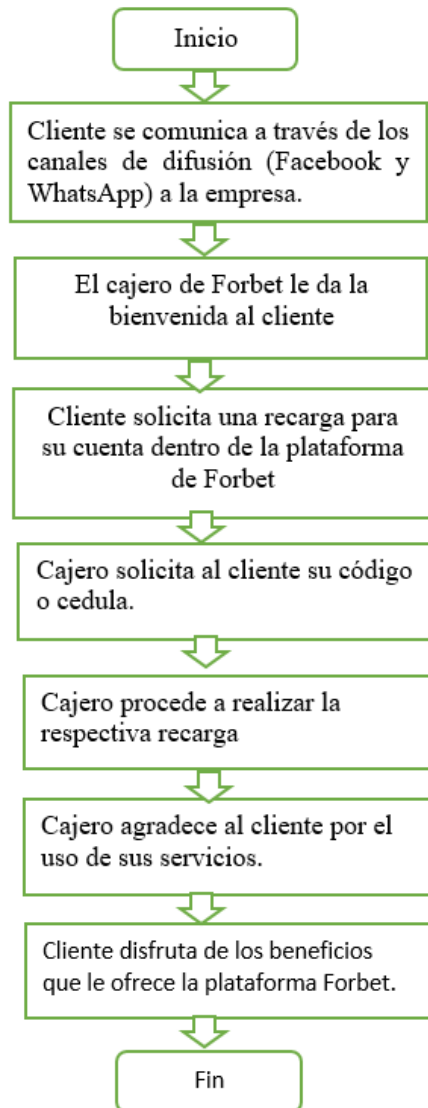 Inicio
Cliente se comunica a través de los
canales de difusión (Facebook y
WhatsApp) a la empresa.
El cajero de Forbet le da la
bienvenida al cliente
Cliente solicita una recarga para
su cuenta dentro de la plataforma
de Forbet
Cajero solicita al cliente su código
o cedula.
Cajero procede a realizar la
respectiva recarga
Cajero agradece al cliente por el
uso de sus servicios.
Cliente disfruta de los beneficios
que le ofrece la plataforma Forbet.
Fin